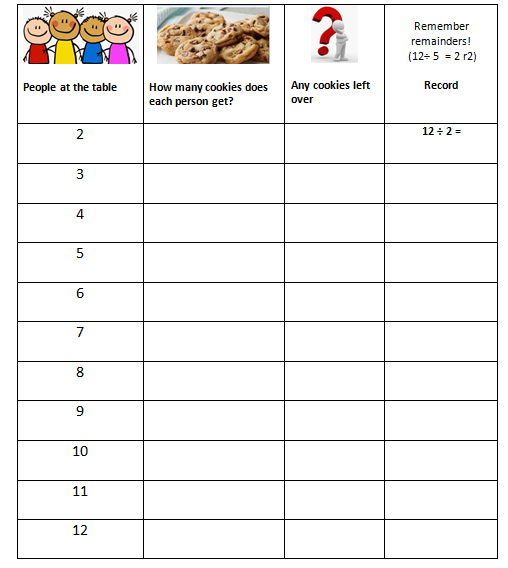 Remember
remainders!
(12÷ 5  = 2 r2)
People at the table
How many cookies does
each person get?
Any cookies left
over
Record
2
12 ÷ 2 =
3
4
5
6
7
8
9
10
11
12